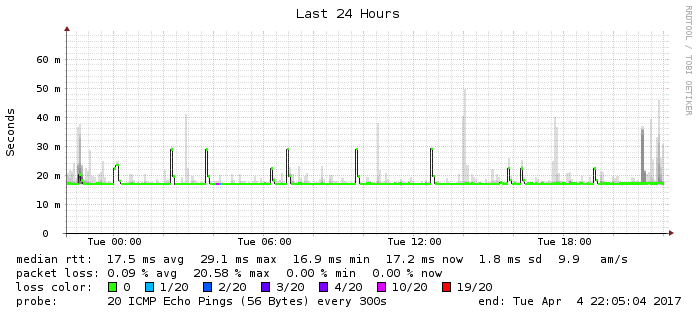 Last 24 Hours
RRDTOOL / TOBI OETIKER
Seconds
60 m
50 m
40 m
30 m
20 m
10 m
0
Tue 00:00 Tue 06:00 Tue 12:00 Tue 18:00
median rtt: 17.5 ms avg 29.1 ms max 16.9 ms min 17.2 ms now 1.8 ms sd 9.9 am/s
packet loss: 0.09 % avg 20.58 % max 0.00 % min 0.00 % now
loss color: 0 1/20 2/20 3/20 4/20 10/20 19/20
probe: 20 ICMP Echo Pings (56 Bytes) every 300s end: Tue Apr 4 22:05:04 2017